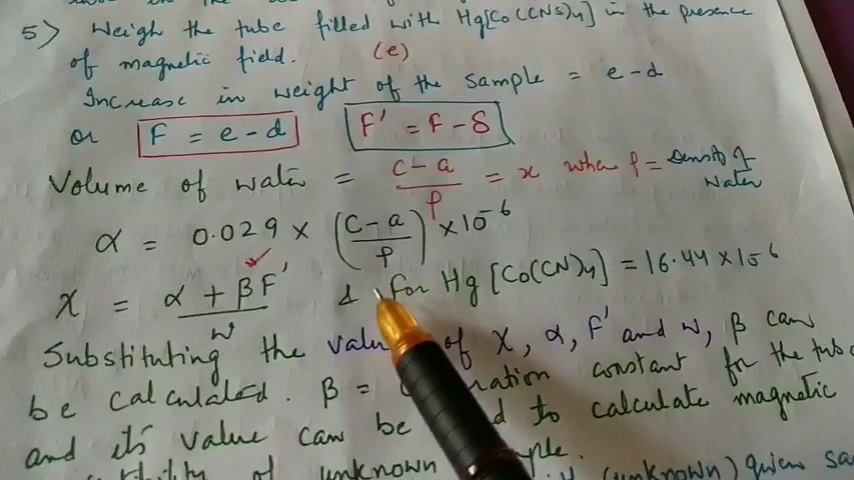 5) Weigh the tube filled with Hg[Co(CNS)4] in the presence
of magnetic field. (e)
Increase in weight of the sample = e-d
or F = e-d F' = F-δ
Volume of water = c-a/ρ = x when ρ = density of water
α = 0.029 × (c-a/ρ) × 10-6
χ = α + βF'/w & for Hg[Co(CN)4] = 16.44 × 10-6
Substituting the of χ, α, F' and w, β can
be calculated. β = constant for the tube
and its value can be to calculate magnetic
of unknown (unknown) given